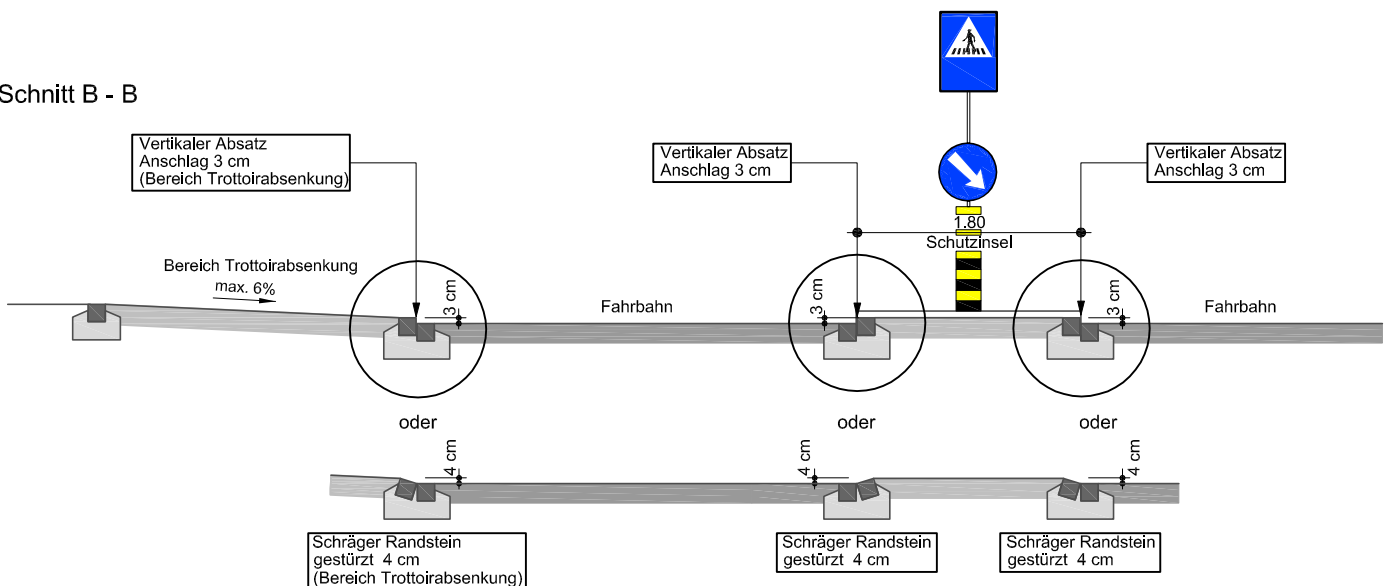 Schnitt B - B
Vertikaler Absatz
Anschlag 3 cm
(Bereich Trottoirabsenkung)
Vertikaler Absatz
Anschlag 3 cm
Vertikaler Absatz
Anschlag 3 cm
1.80
Schutzinsel
Bereich Trottoirabsenkung
max. 6%
3 cm
Fahrbahn
3 cm
3 cm
Fahrbahn
oder
oder
oder
4 cm
4 cm
4 cm
Schräger Randstein
gestürzt 4 cm
(Bereich Trottoirabsenkung)
Schräger Randstein
gestürzt 4 cm
Schräger Randstein
gestürzt 4 cm